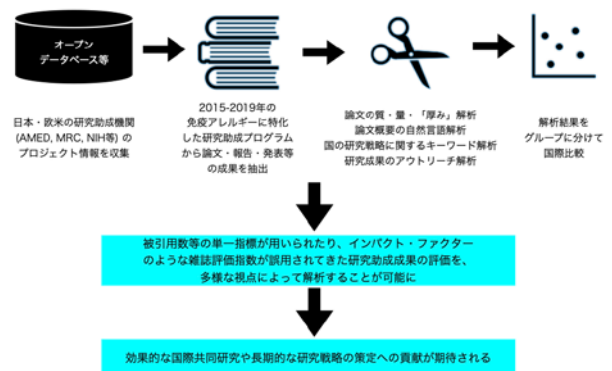 オープン
データベース等
日本・欧米の研究助成機関
(AMED, MRC, NIH等) の
プロジェクト情報を収集
2015-2019年の
免疫アレルギーに特化
した研究助成プログラム
から論文・報告・発表等
の成果を抽出
論文の質・量・「厚み」解析
論文概要の自然言語解析
国の研究戦略に関するキーワード解析
研究成果のアウトリーチ解析
解析結果を
グループに分けて
国際比較
被引用数等の単一指標が用いられたり、インパクト・ファクター
のような雑誌評価指数が誤用されてきた研究助成成果の評価を、
多様な視点によって解析することが可能に
効果的な国際共同研究や長期的な研究戦略の策定への貢献が期待される